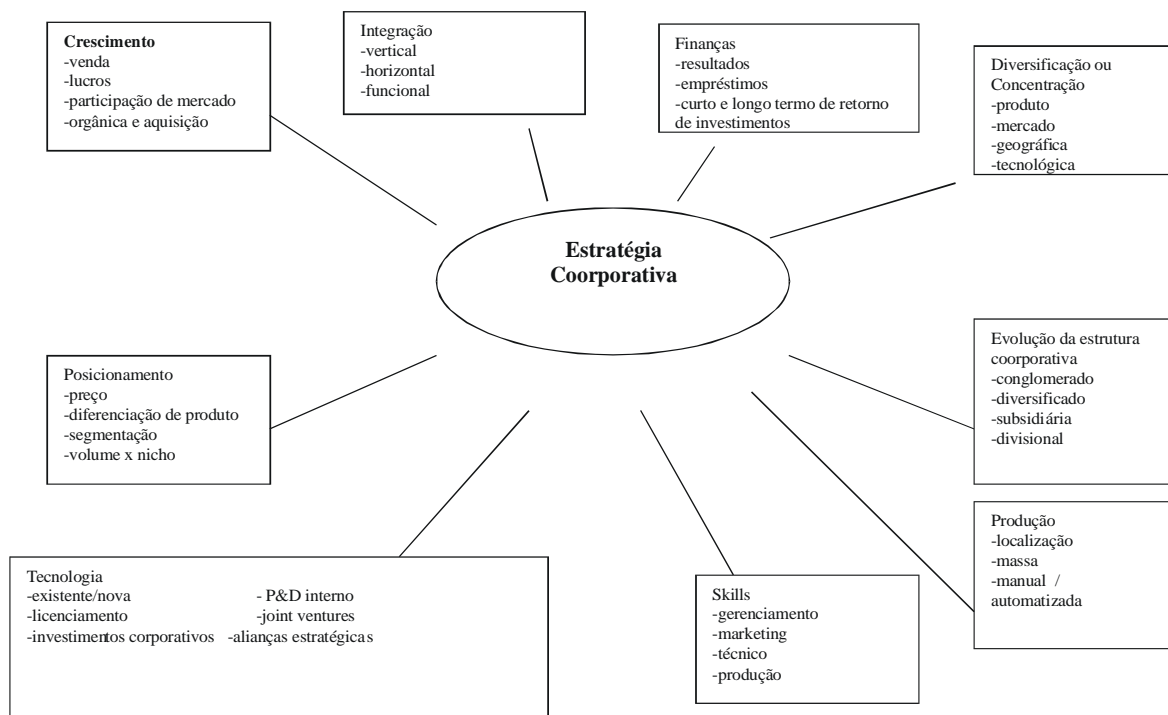 Crescimento
-venda
-lucros
-participação de mercado
-orgânica e aquisição
Integração
-vertical
-horizontal
-funcional
Finanças
-resultados
-empréstimos
-curto e longo termo de retorno
de investimentos
Diversificação ou
Concentração
-produto
-mercado
-geográfica
-tecnológica
Estratégia
Coorporativa
Posicionamento
-preço
-diferenciação de produto
-segmentação
-volume x nicho
Evolução da estrutura
coorporativa
-conglomerado
-diversificado
-subsidiária
-divisional
Tecnologia
-existente/nova - P&D interno
-licenciamento -joint ventures
-investimentos corporativos -alianças estratégicas
Skills
-gerenciamento
-marketing
-técnico
-produção
Produção
-localização
-massa
-manual /
automatizada